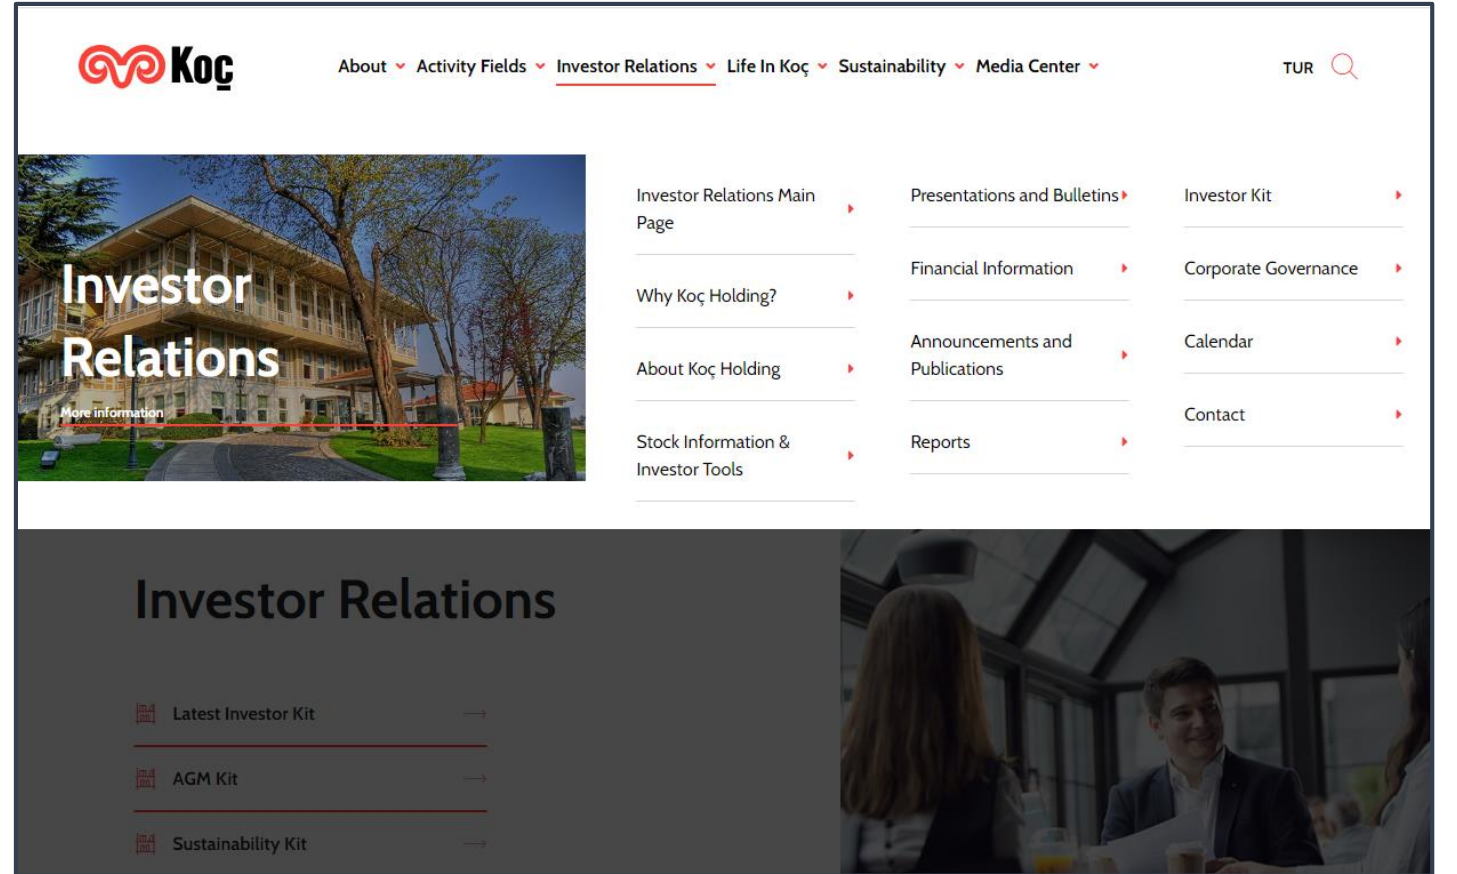 Koç
About
Activity Fields
Investor Relations
Life In Koç
Sustainability
Media Center
TUR
Investor
Relations
More information
Investor Relations Main
Page
Why Koç Holding?
About Koç Holding
Stock Information &
Investor Tools
Presentations and Bulletins
Financial Information
Announcements and
Publications
Reports
Investor Kit
Corporate Governance
Calendar
Contact
Investor Relations
Latest Investor Kit
AGM Kit
Sustainability Kit